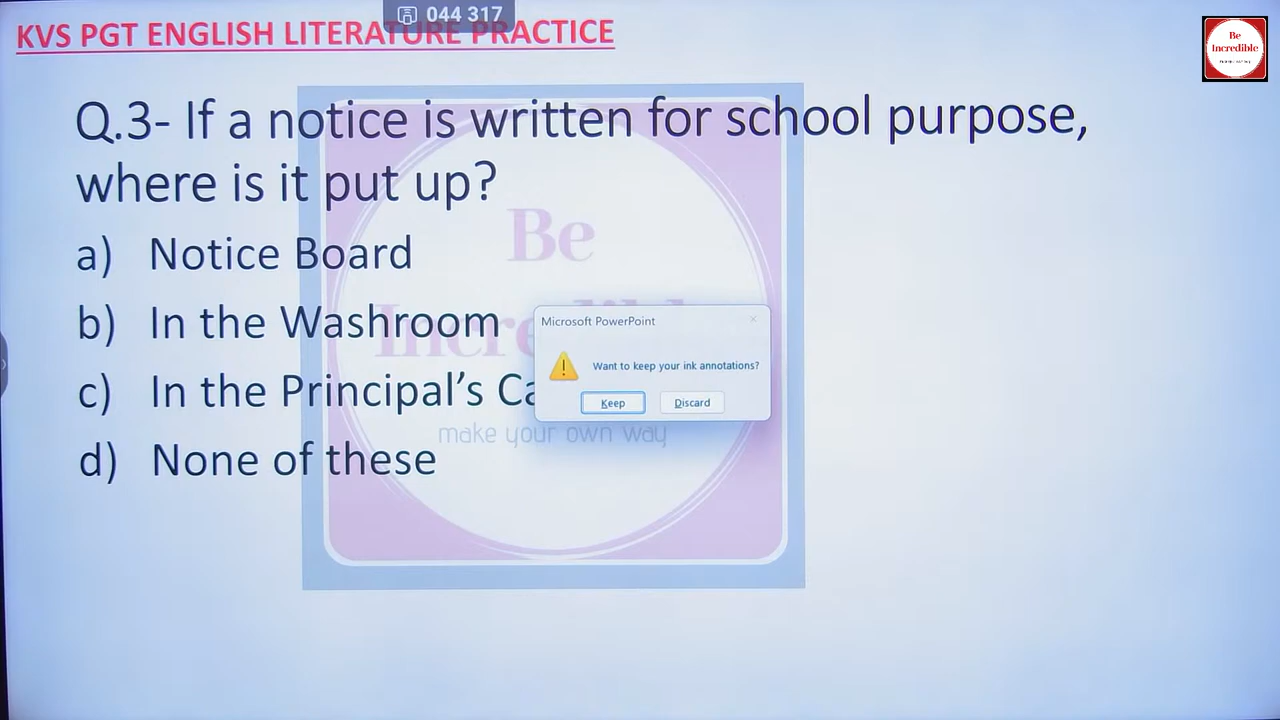 044 317
KVS PGT ENGLISH LITERATURE PRACTICE
Be
Incredible
Q.3- If a notice is written for school purpose,
where is it put up?
a) Notice Board
b) In the Washroom
c) In the Principal's Ca
d) None of these
Be
make your own way
Microsoft PowerPoint
Want to keep your ink annotations?
Keep
Discard